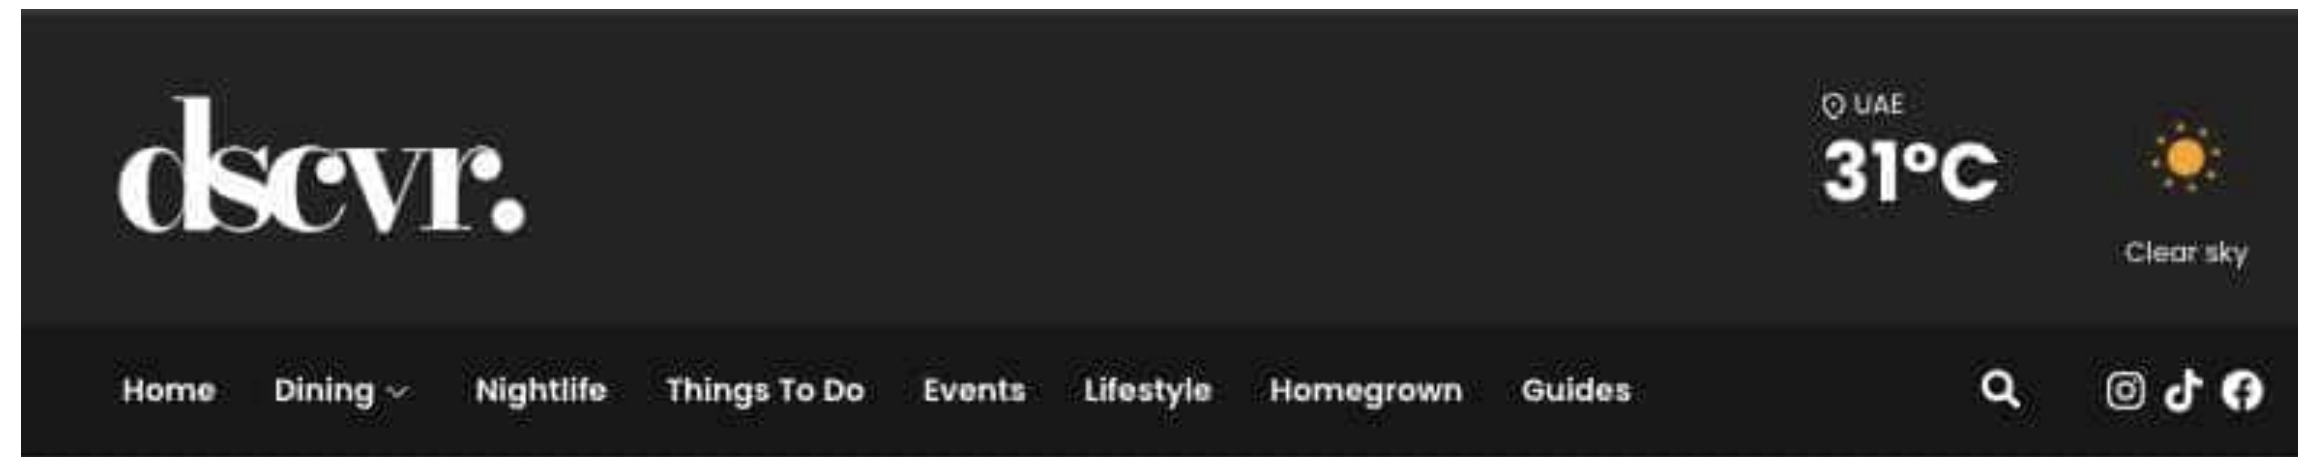 dscvr.
UAE
31°C
Clear sky
Home Dining Nightlife Things To Do Events Lifestyle Homegrown Guides